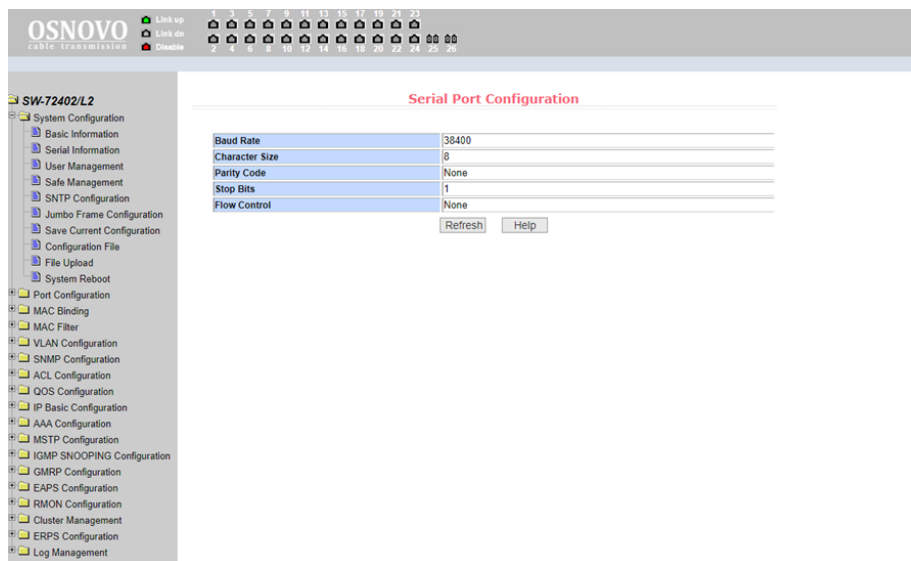 OSNOVO
cable transmission
Link up
Link dn
Disable
1 3 5 7 9 11 13 15 17 19 21 23
2 4 6 8 10 12 14 16 18 20 22 24 25 26
SW-72402/L2
System Configuration
Basic Information
Serial Information
User Management
Safe Management
SNTP Configuration
Jumbo Frame Configuration
Save Current Configuration
Configuration File
File Upload
System Reboot
Port Configuration
MAC Binding
MAC Filter
VLAN Configuration
SNMP Configuration
ACL Configuration
QOS Configuration
IP Basic Configuration
AAA Configuration
MSTP Configuration
IGMP SNOOPING Configuration
GMRP Configuration
EAPS Configuration
RMON Configuration
Cluster Management
ERPS Configuration
Log Management
Serial Port Configuration
Baud Rate 38400
Character Size 8
Parity Code None
Stop Bits 1
Flow Control None
Refresh Help